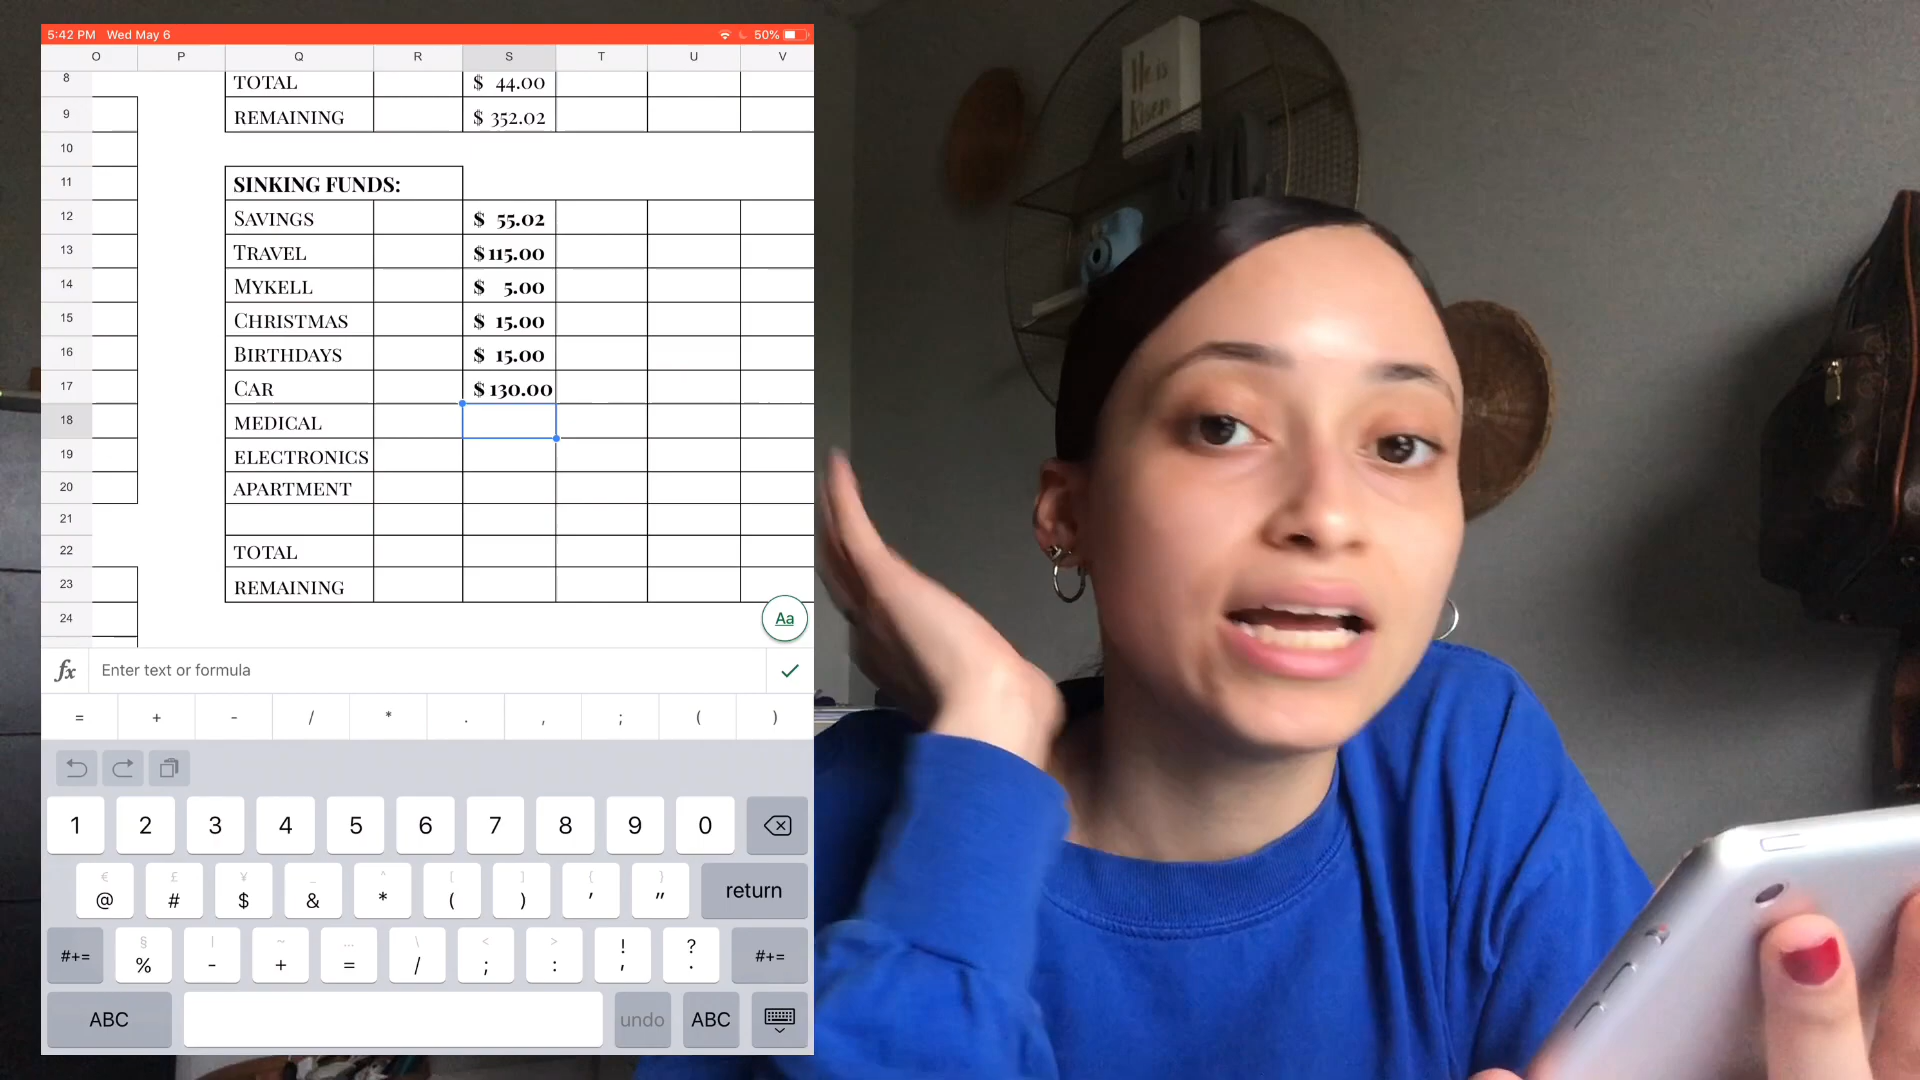 5:42 PM Wed May 6 50%
O P Q R S T U V
8 TOTAL $ 44.00
9 REMAINING $ 352.02
10
11 SINKING FUNDS:
12 SAVINGS $ 55.02
13 TRAVEL $ 115.00
14 MYKELL $ 5.00
15 CHRISTMAS $ 15.00
16 BIRTHDAYS $ 15.00
17 CAR $ 130.00
18 MEDICAL
19 ELECTRONICS
20 APARTMENT
21
22 TOTAL
23 REMAINING
24
Aa
fx Enter text or formula
= + - / * . , ; ( )
1 2 3 4 5 6 7 8 9 0
€ £ ¥ _ ^ [ ] { }
@ # $ & * ( ) ' " return
§ | ~ … \ < > ! ?
#+= % - + = / ; : , . #+=
ABC undo ABC
He is
Risen